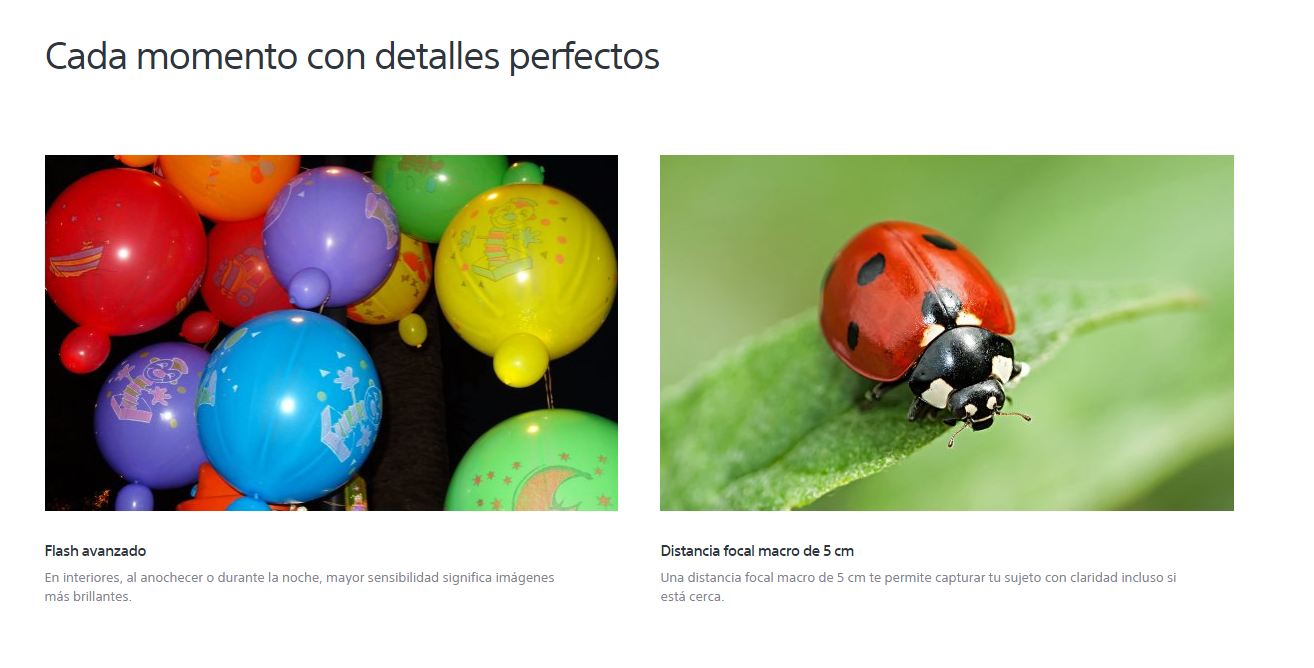 Cada momento con detalles perfectos
Flash avanzado
En interiores, al anochecer o durante la noche, mayor sensibilidad significa imágenes
más brillantes.
Distancia focal macro de 5 cm
Una distancia focal macro de 5 cm te permite capturar tu sujeto con claridad incluso si
está cerca.